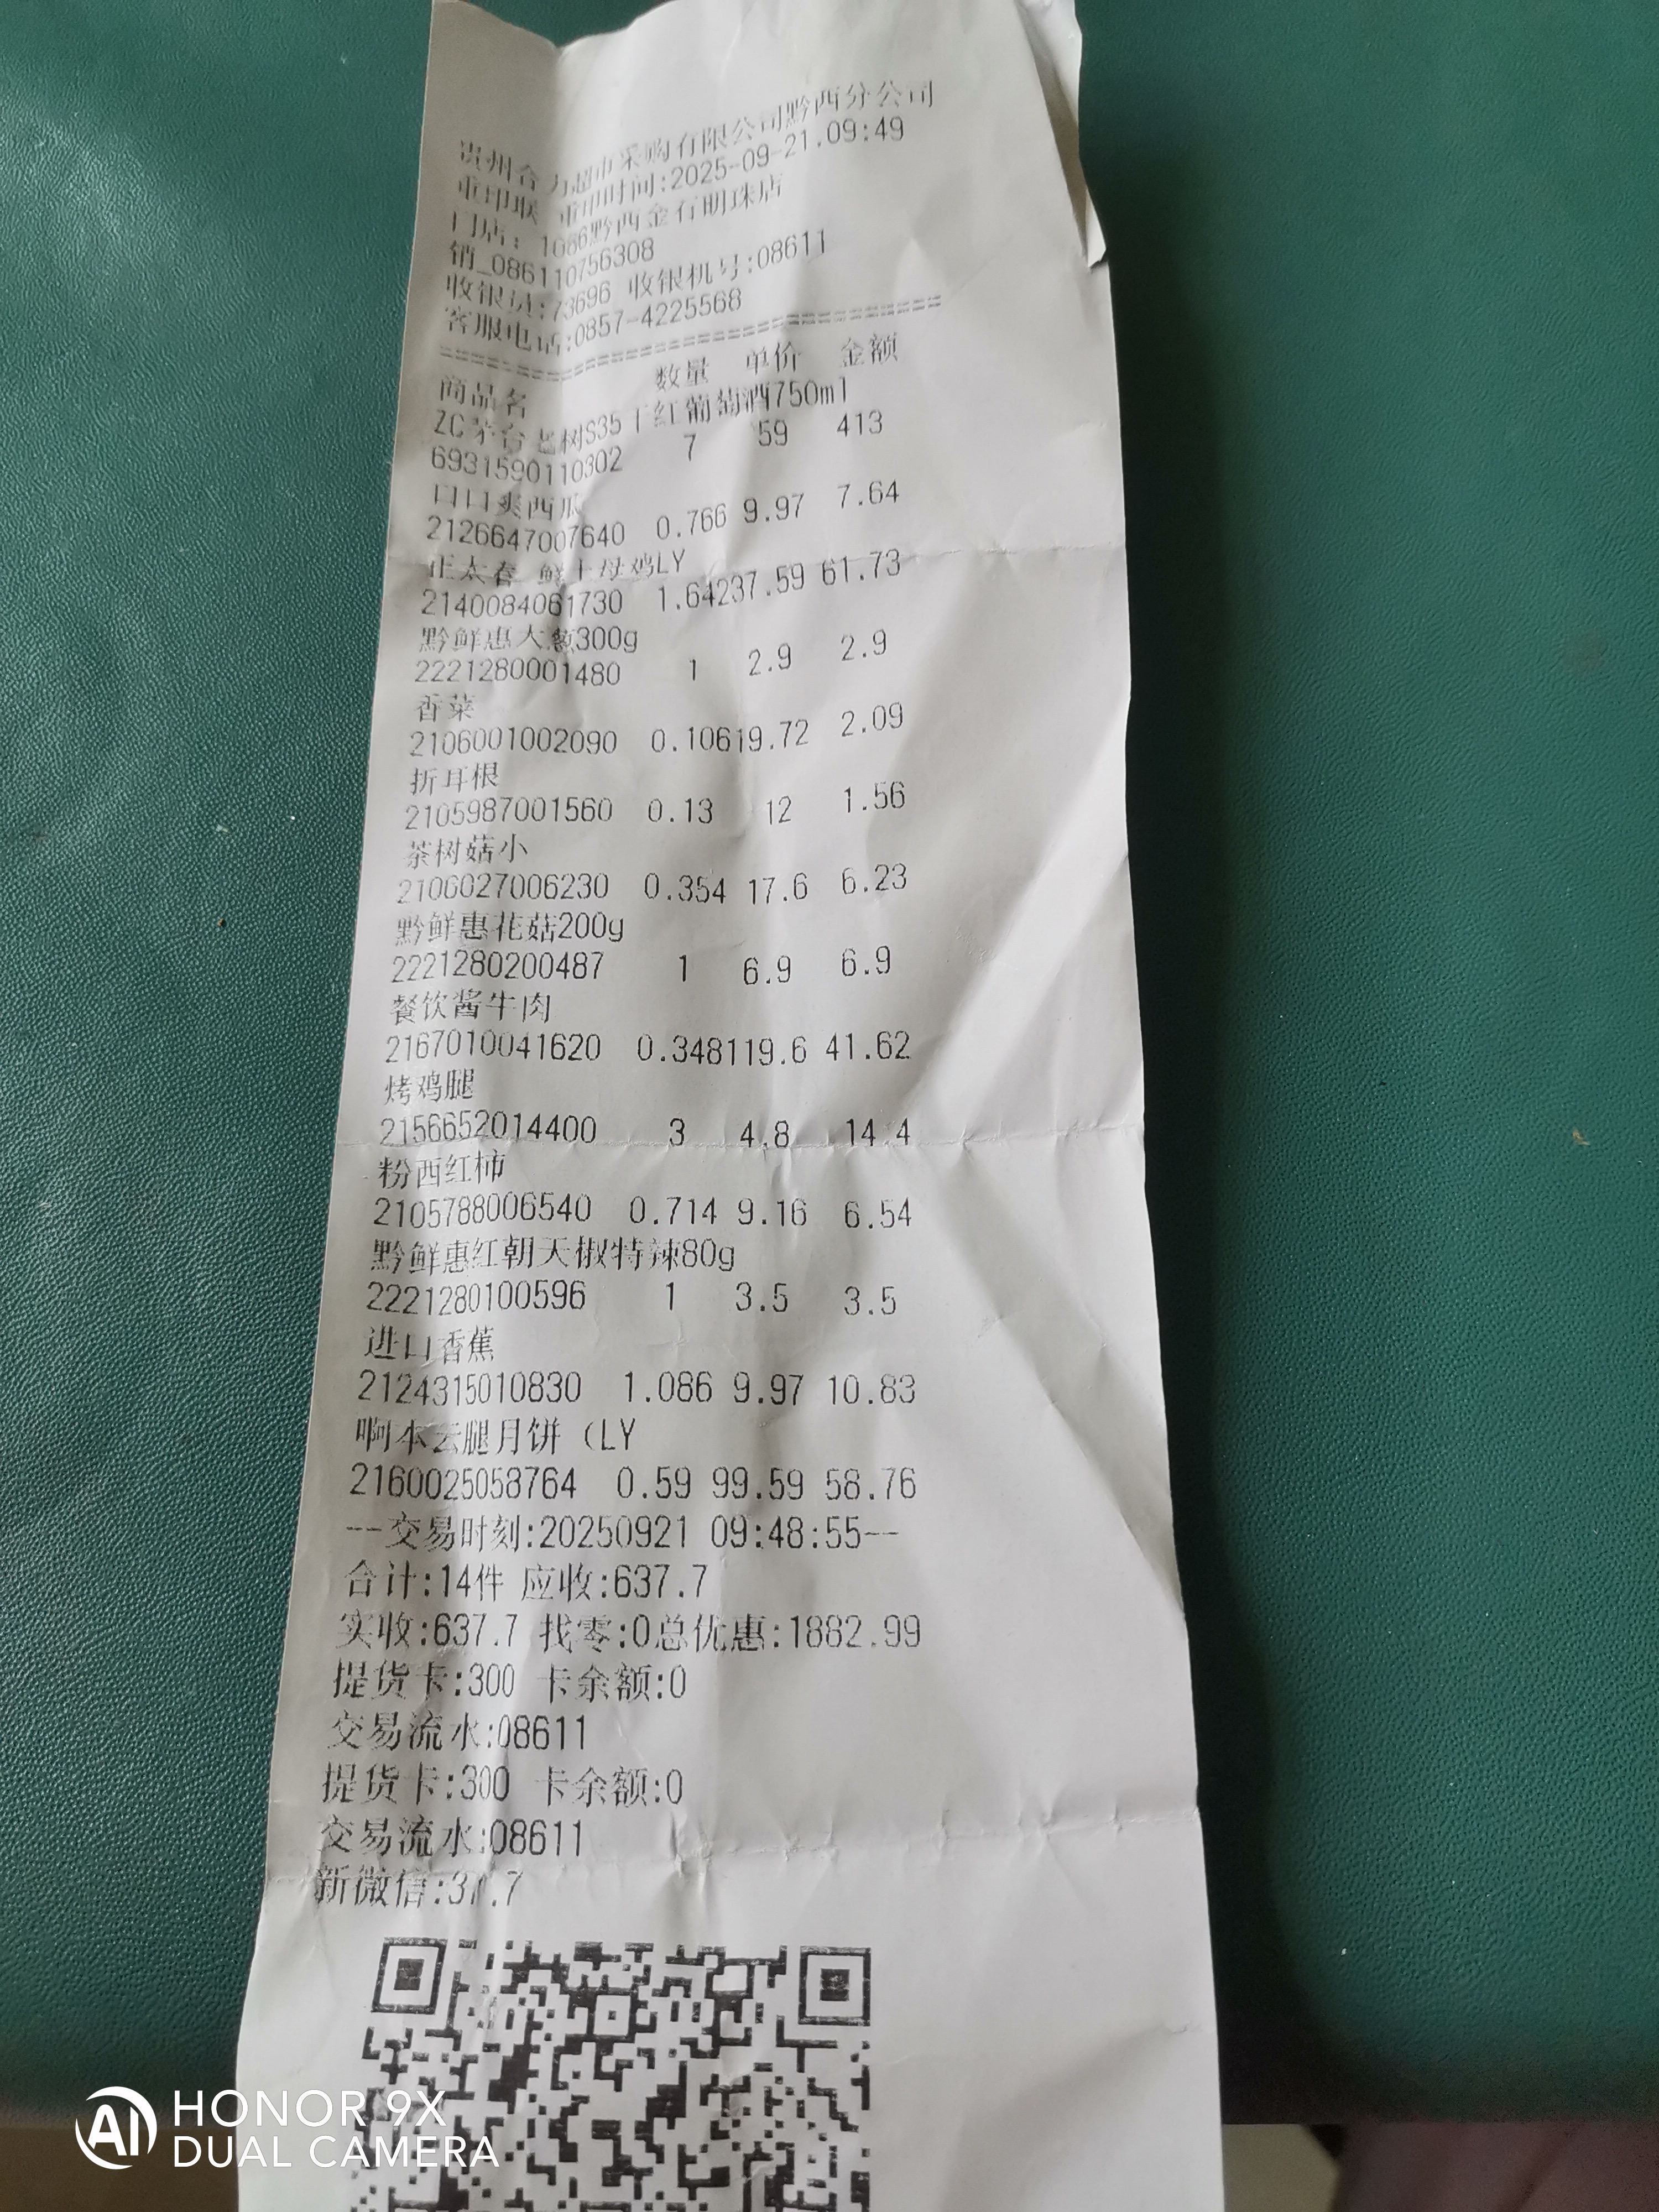 贵州合力超市采购有限公司黔西分公司
重印联 重印时间:2025-09-21.09:49
门店: 1086黔西金石明珠店
销_086110756308
收银员:73696 收银机号:08611
客服电话:0857-4225568
================================
商品名 数量 单价 金额
ZC茅台老树S35干红葡萄酒750ml
6931590110302 7 59 413
口口爽西瓜
2126647007640 0.766 9.97 7.64
正太春 鲜土母鸡LY
2140084061730 1.64237.59 61.73
黔鲜惠大葱300g
2221280001480 1 2.9 2.9
香菜
2106001002090 0.10619.72 2.09
折耳根
2105987001560 0.13 12 1.56
茶树菇小
2106027006230 0.354 17.6 6.23
黔鲜惠花菇200g
2221280200487 1 6.9 6.9
餐饮酱牛肉
2167010041620 0.348119.6 41.62
烤鸡腿
2156652014400 3 4.8 14.4
粉西红柿
2105788006540 0.714 9.16 6.54
黔鲜惠红朝天椒特辣80g
2221280100596 1 3.5 3.5
进口香蕉
2124315010830 1.086 9.97 10.83
啊本云腿月饼（LY
2160025058764 0.59 99.59 58.76
--交易时刻:20250921 09:48:55--
合计:14件 应收:637.7
实收:637.7 找零:0总优惠:1882.99
提货卡:300 卡余额:0
交易流水:08611
提货卡:300 卡余额:0
交易流水:08611
新微信:37.7
AI HONOR 9X
DUAL CAMERA